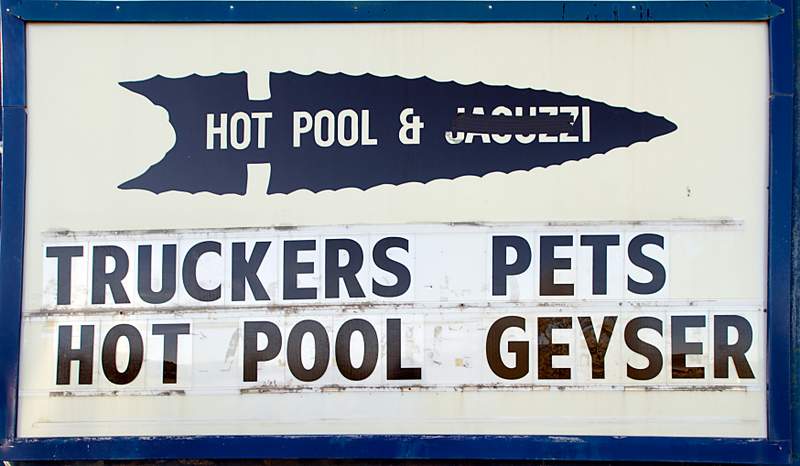 HOT POOL & JACUZZI
TRUCKERS PETS
HOT POOL GEYSER